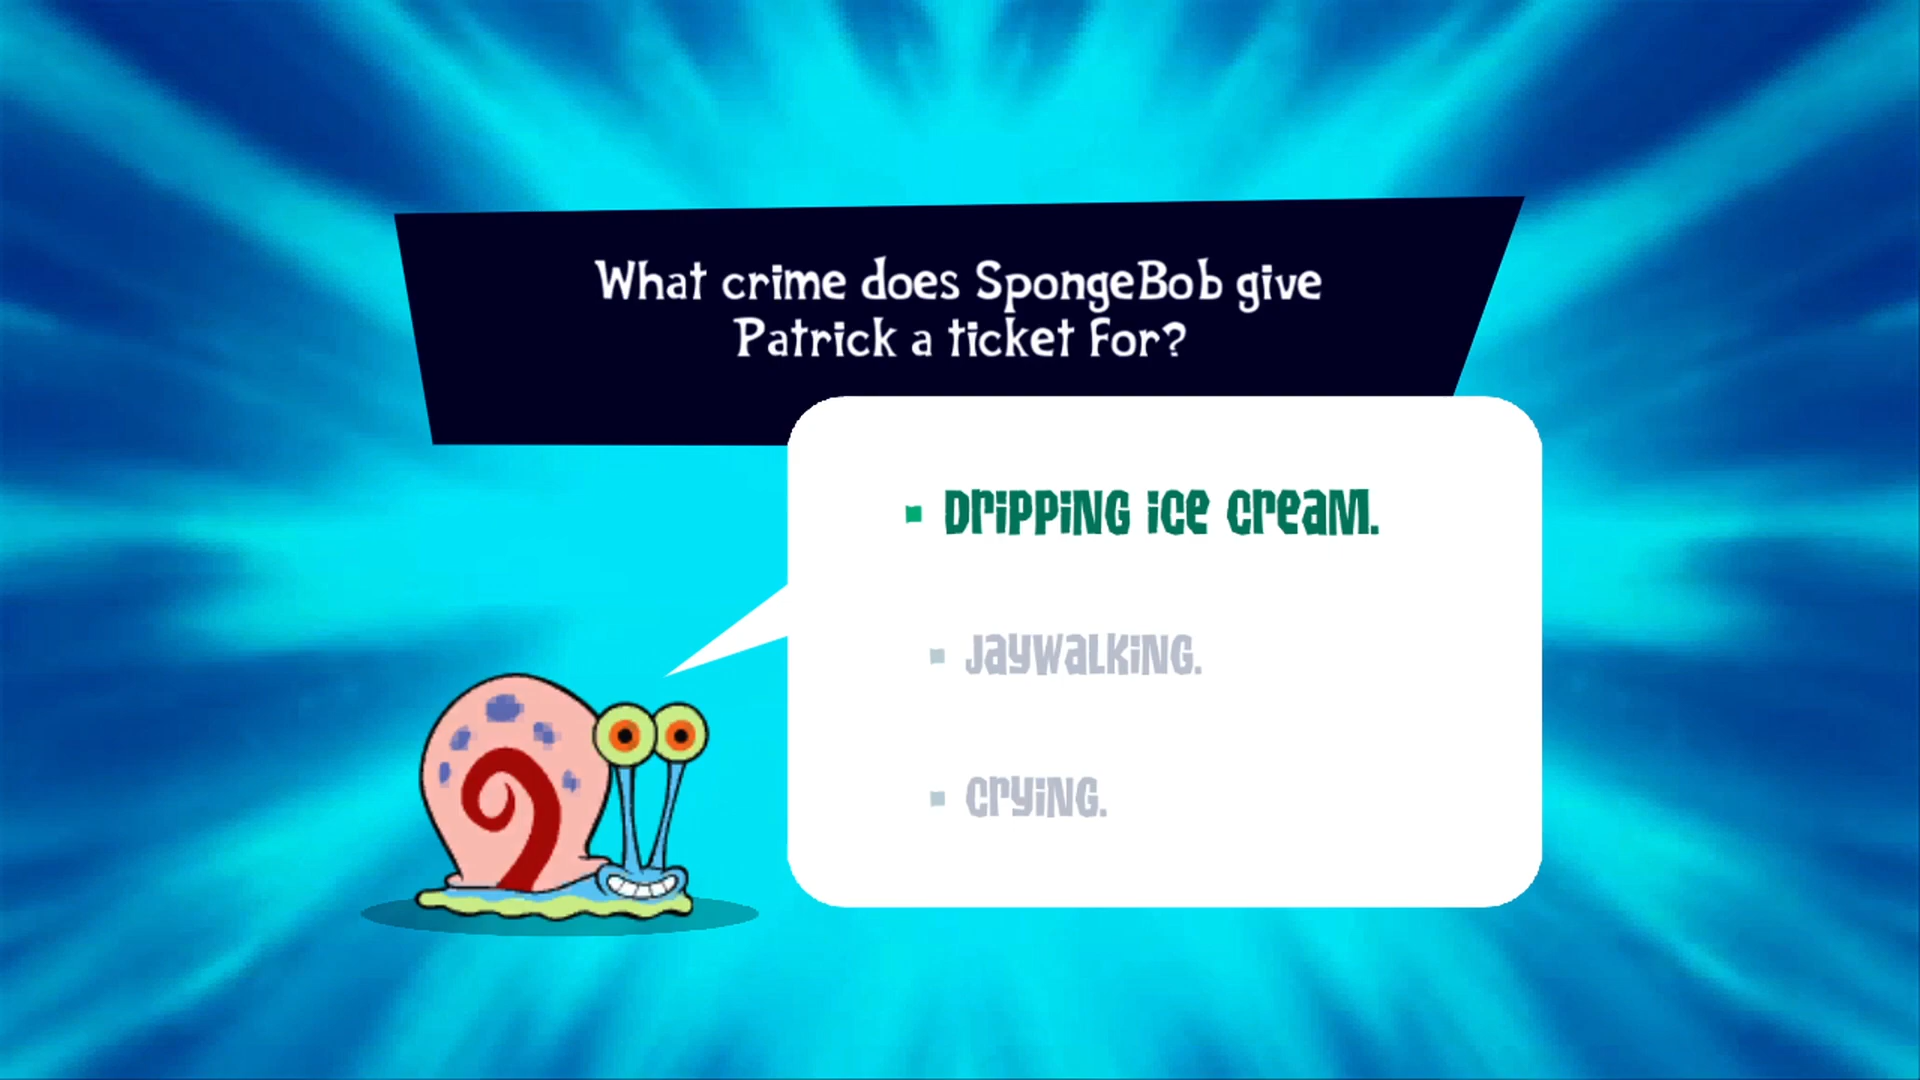 What crime does SpongeBob give
Patrick a ticket for?
Dripping ice cream.
Jaywalking.
Crying.